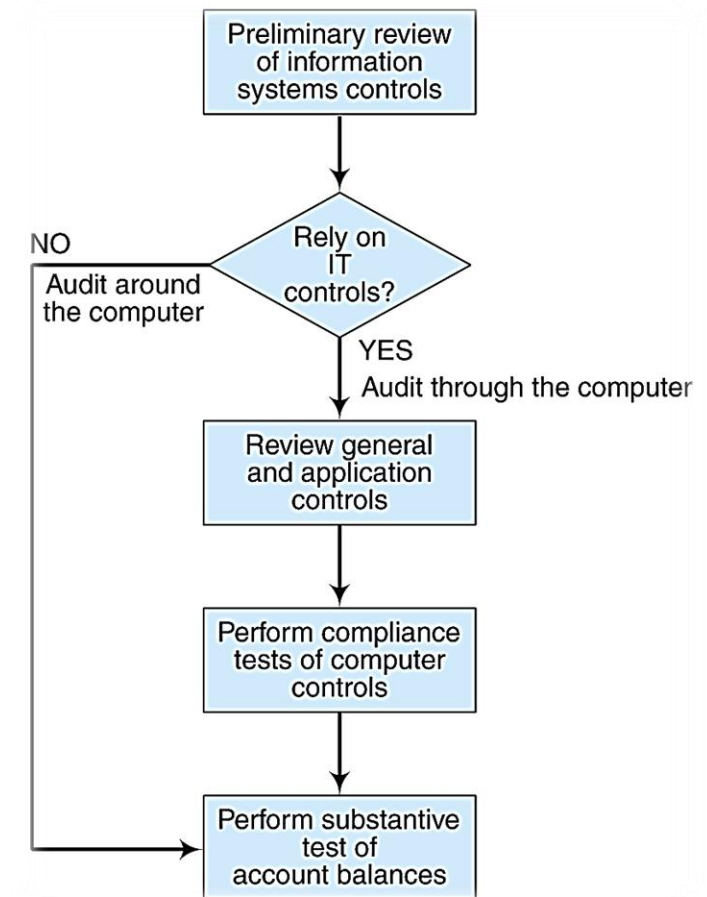 Preliminary review
of information
systems controls
Rely on
IT
controls?
NO
Audit around
the computer
YES
Audit through the computer
Review general
and application
controls
Perform compliance
tests of computer
controls
Perform substantive
test of
account balances